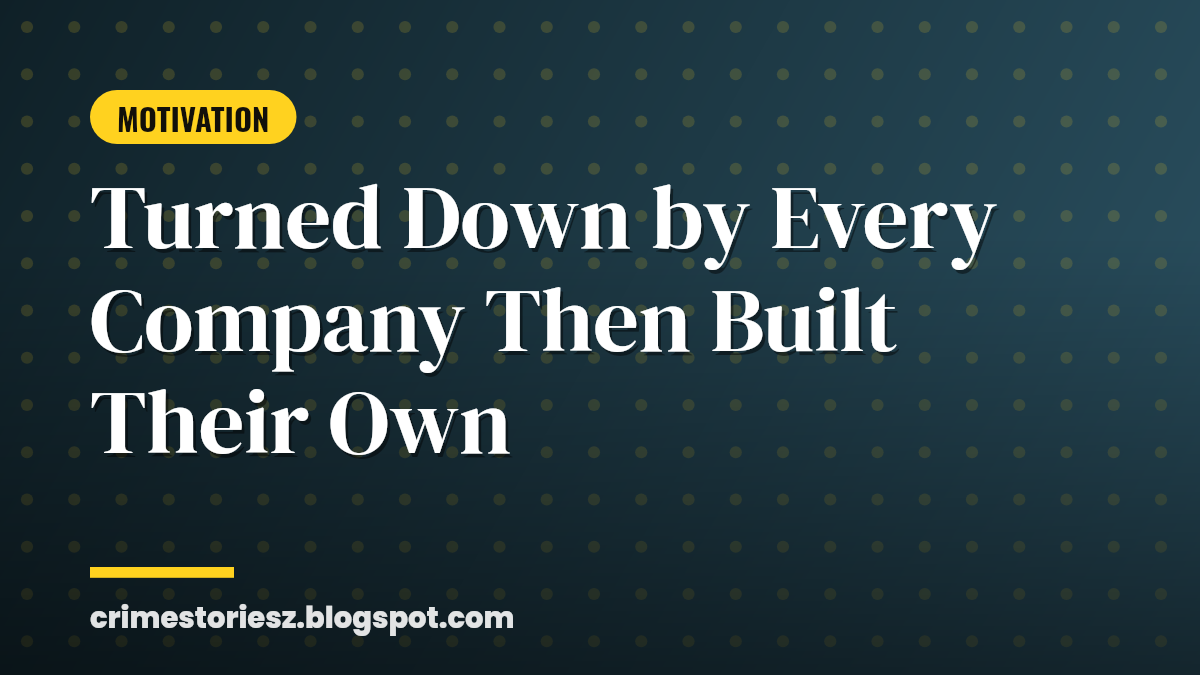 MOTIVATION
Turned Down by Every
Company Then Built
Their Own
crimestoriesz.blogspot.com